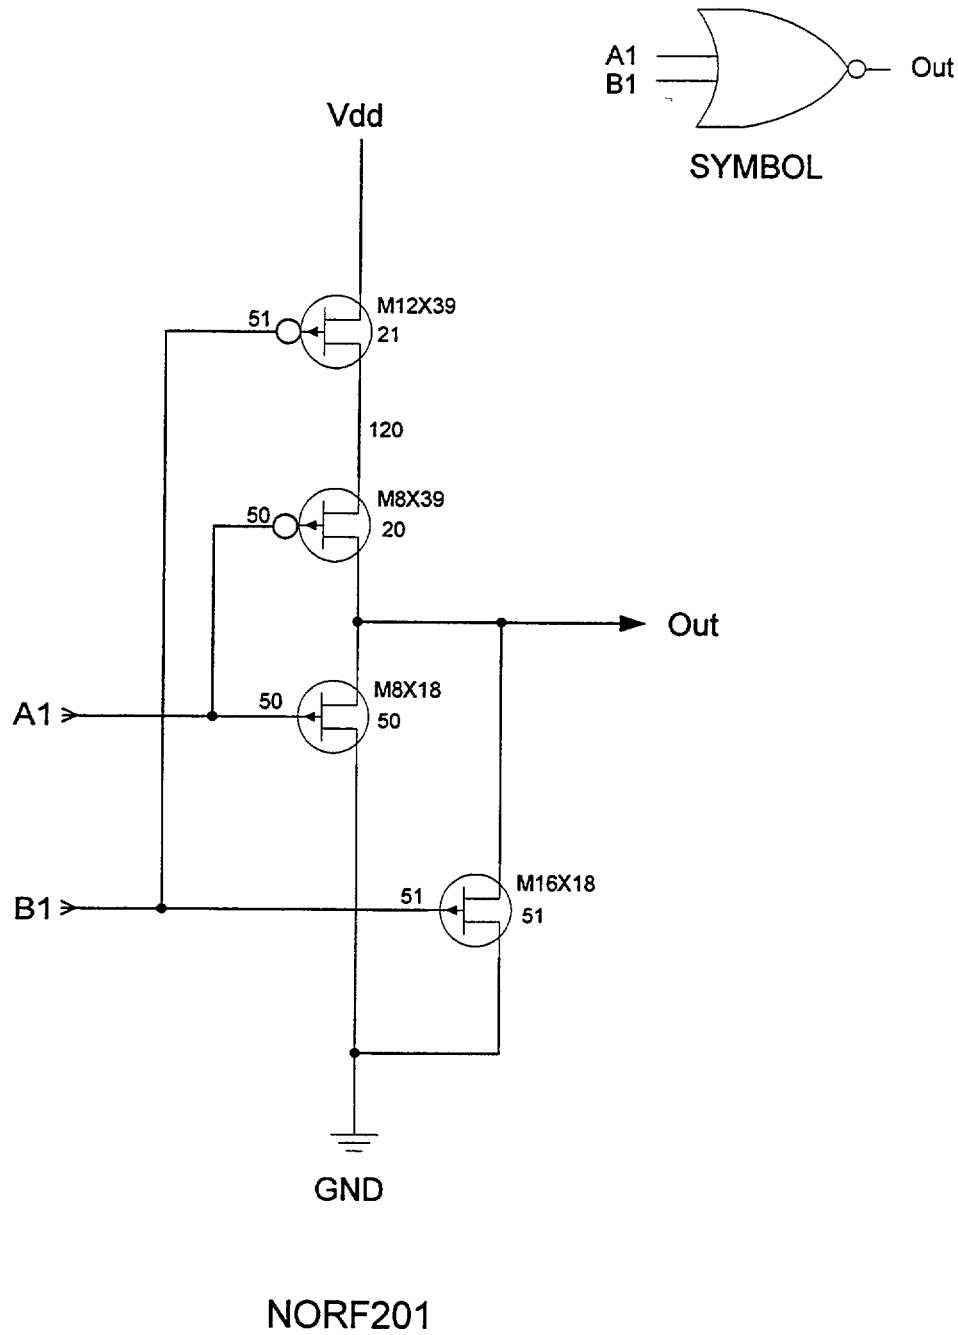 A1
B1
Out
SYMBOL
Vdd
51
M12X39
21
120
50
M8X39
20
Out
A1
50
M8X18
50
B1
51
M16X18
51
GND
NORF201